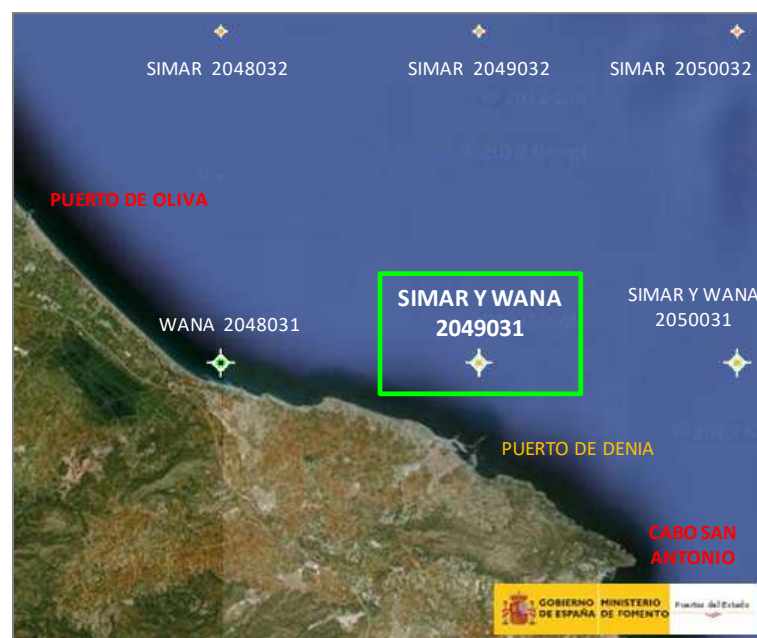 SIMAR 2048032
SIMAR 2049032
SIMAR 2050032
PUERTO DE OLIVA
SIMAR Y WANA
2049031
SIMAR Y WANA
2050031
WANA 2048031
PUERTO DE DENIA
CABO SAN
ANTONIO
GOBIERNO
DE ESPAÑA
MINISTERIO
DE FOMENTO
Puertos del Estado